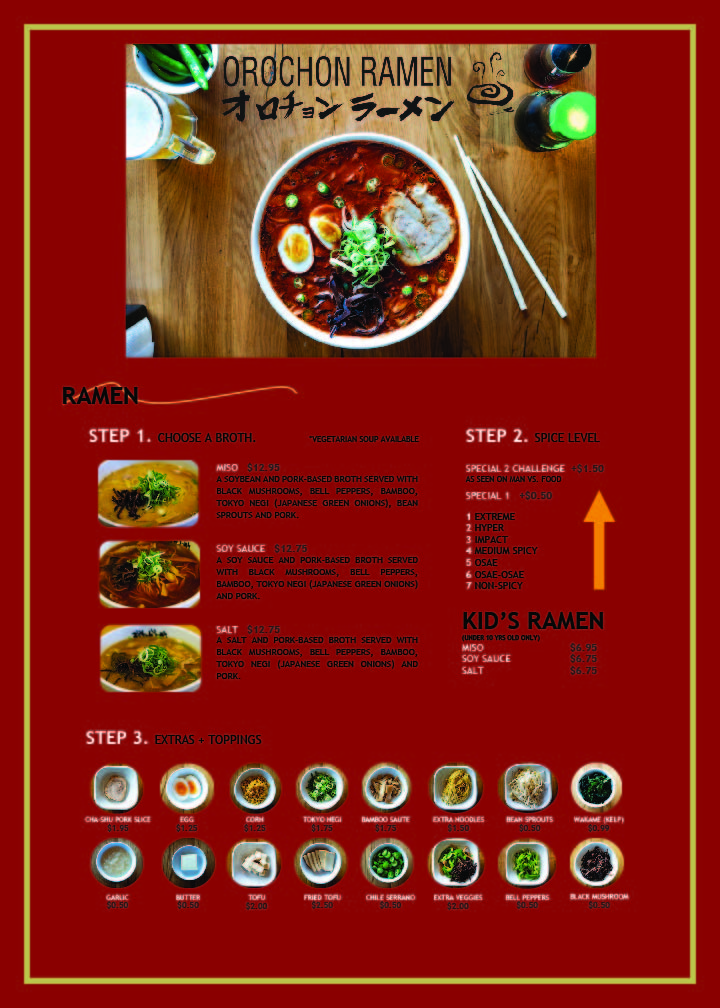 OROCHON RAMEN
オロチョン ラーメン
RAMEN
STEP 1. CHOOSE A BROTH.
*VEGETARIAN SOUP AVAILABLE
MISO $12.95
A SOYBEAN AND PORK-BASED BROTH SERVED WITH
BLACK MUSHROOMS, BELL PEPPERS, BAMBOO,
TOKYO NEGI (JAPANESE GREEN ONIONS), BEAN
SPROUTS AND PORK.
SOY SAUCE $12.75
A SOY SAUCE AND PORK-BASED BROTH SERVED
WITH BLACK MUSHROOMS, BELL PEPPERS,
BAMBOO, TOKYO NEGI (JAPANESE GREEN ONIONS)
AND PORK.
SALT $12.75
A SALT AND PORK-BASED BROTH SERVED WITH
BLACK MUSHROOMS, BELL PEPPERS, BAMBOO,
TOKYO NEGI (JAPANESE GREEN ONIONS) AND
PORK.
STEP 2. SPICE LEVEL
SPECIAL 2 CHALLENGE +$1.50
AS SEEN ON MAN VS. FOOD
SPECIAL 1 +$0.50
1 EXTREME
2 HYPER
3 IMPACT
4 MEDIUM SPICY
5 OSAE
6 OSAE-OSAE
7 NON-SPICY
KID'S RAMEN
(UNDER 10 YRS OLD ONLY)
MISO $6.95
SOY SAUCE $6.75
SALT $6.75
STEP 3. EXTRAS + TOPPINGS
CHA-SHU PORK SLICE EGG CORN TOKYO NEGI BAMBOO SAUTE EXTRA NOODLES BEAN SPROUTS WAKAME (KELP)
$1.95 $1.25 $1.25 $1.75 $1.75 $1.50 $0.50 $0.99
GARLIC BUTTER TOFU FRIED TOFU CHILE SERRANO EXTRA VEGGIES BELL PEPPERS BLACK MUSHROOM
$0.50 $0.50 $2.00 $2.50 $0.50 $2.00 $0.50 $0.50